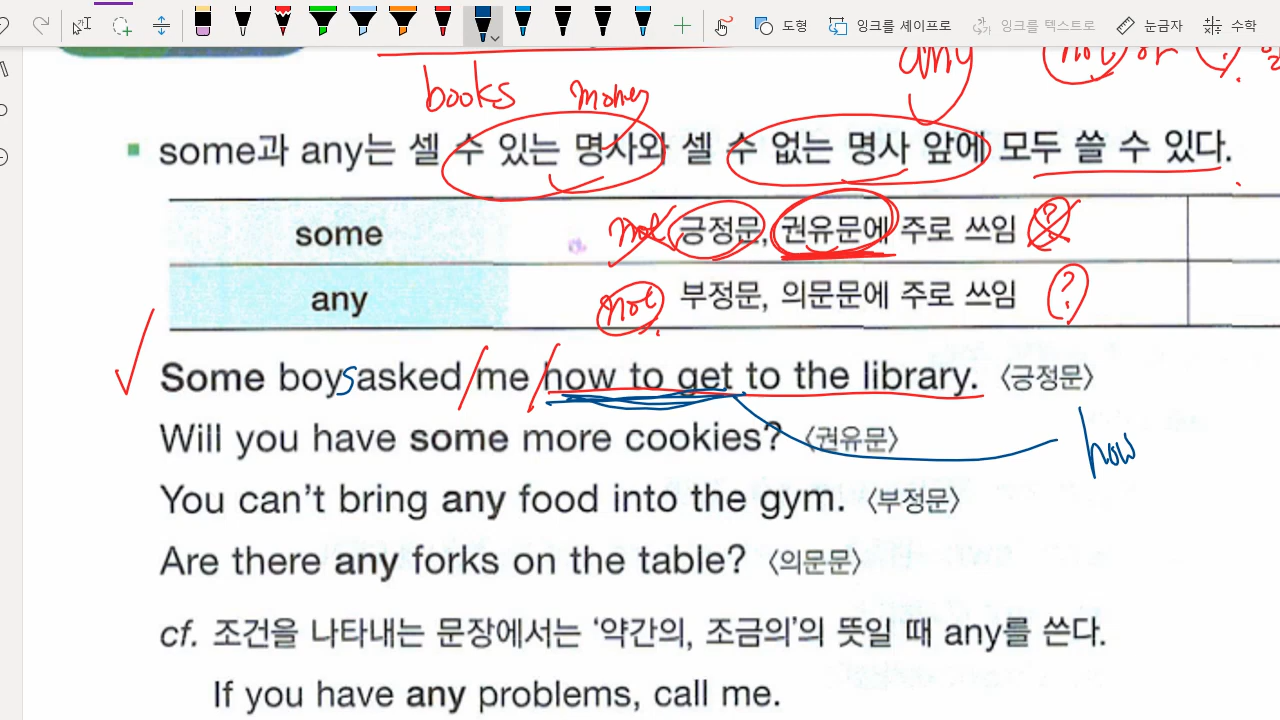 도형 잉크를 셰이프로 잉크를 텍스트로 눈금자 수학
any not or ?
books money
some과 any는 셀 수 있는 명사와 셀 수 없는 명사 앞에 모두 쓸 수 있다.
some not 긍정문, 권유문에 주로 쓰임 ?
any not 부정문, 의문문에 주로 쓰임 ?
Some boys asked / me / how to get to the library. 〈긍정문〉
Will you have some more cookies? 〈권유문〉 how
You can't bring any food into the gym. 〈부정문〉
Are there any forks on the table? 〈의문문〉
cf. 조건을 나타내는 문장에서는 '약간의, 조금의'의 뜻일 때 any를 쓴다.
If you have any problems, call me.